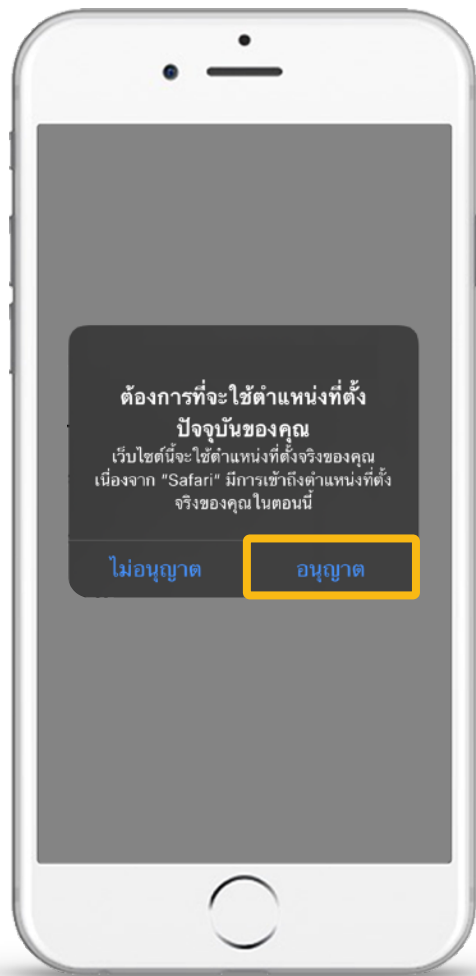 ต้องการที่จะใช้ตำแหน่งที่ตั้ง
ปัจจุบันของคุณ
เว็บไซต์นี้จะใช้ตำแหน่งที่ตั้งจริงของคุณ
เนื่องจาก "Safari" มีการเข้าถึงตำแหน่งที่ตั้ง
จริงของคุณในตอนนี้
ไม่อนุญาต อนุญาต